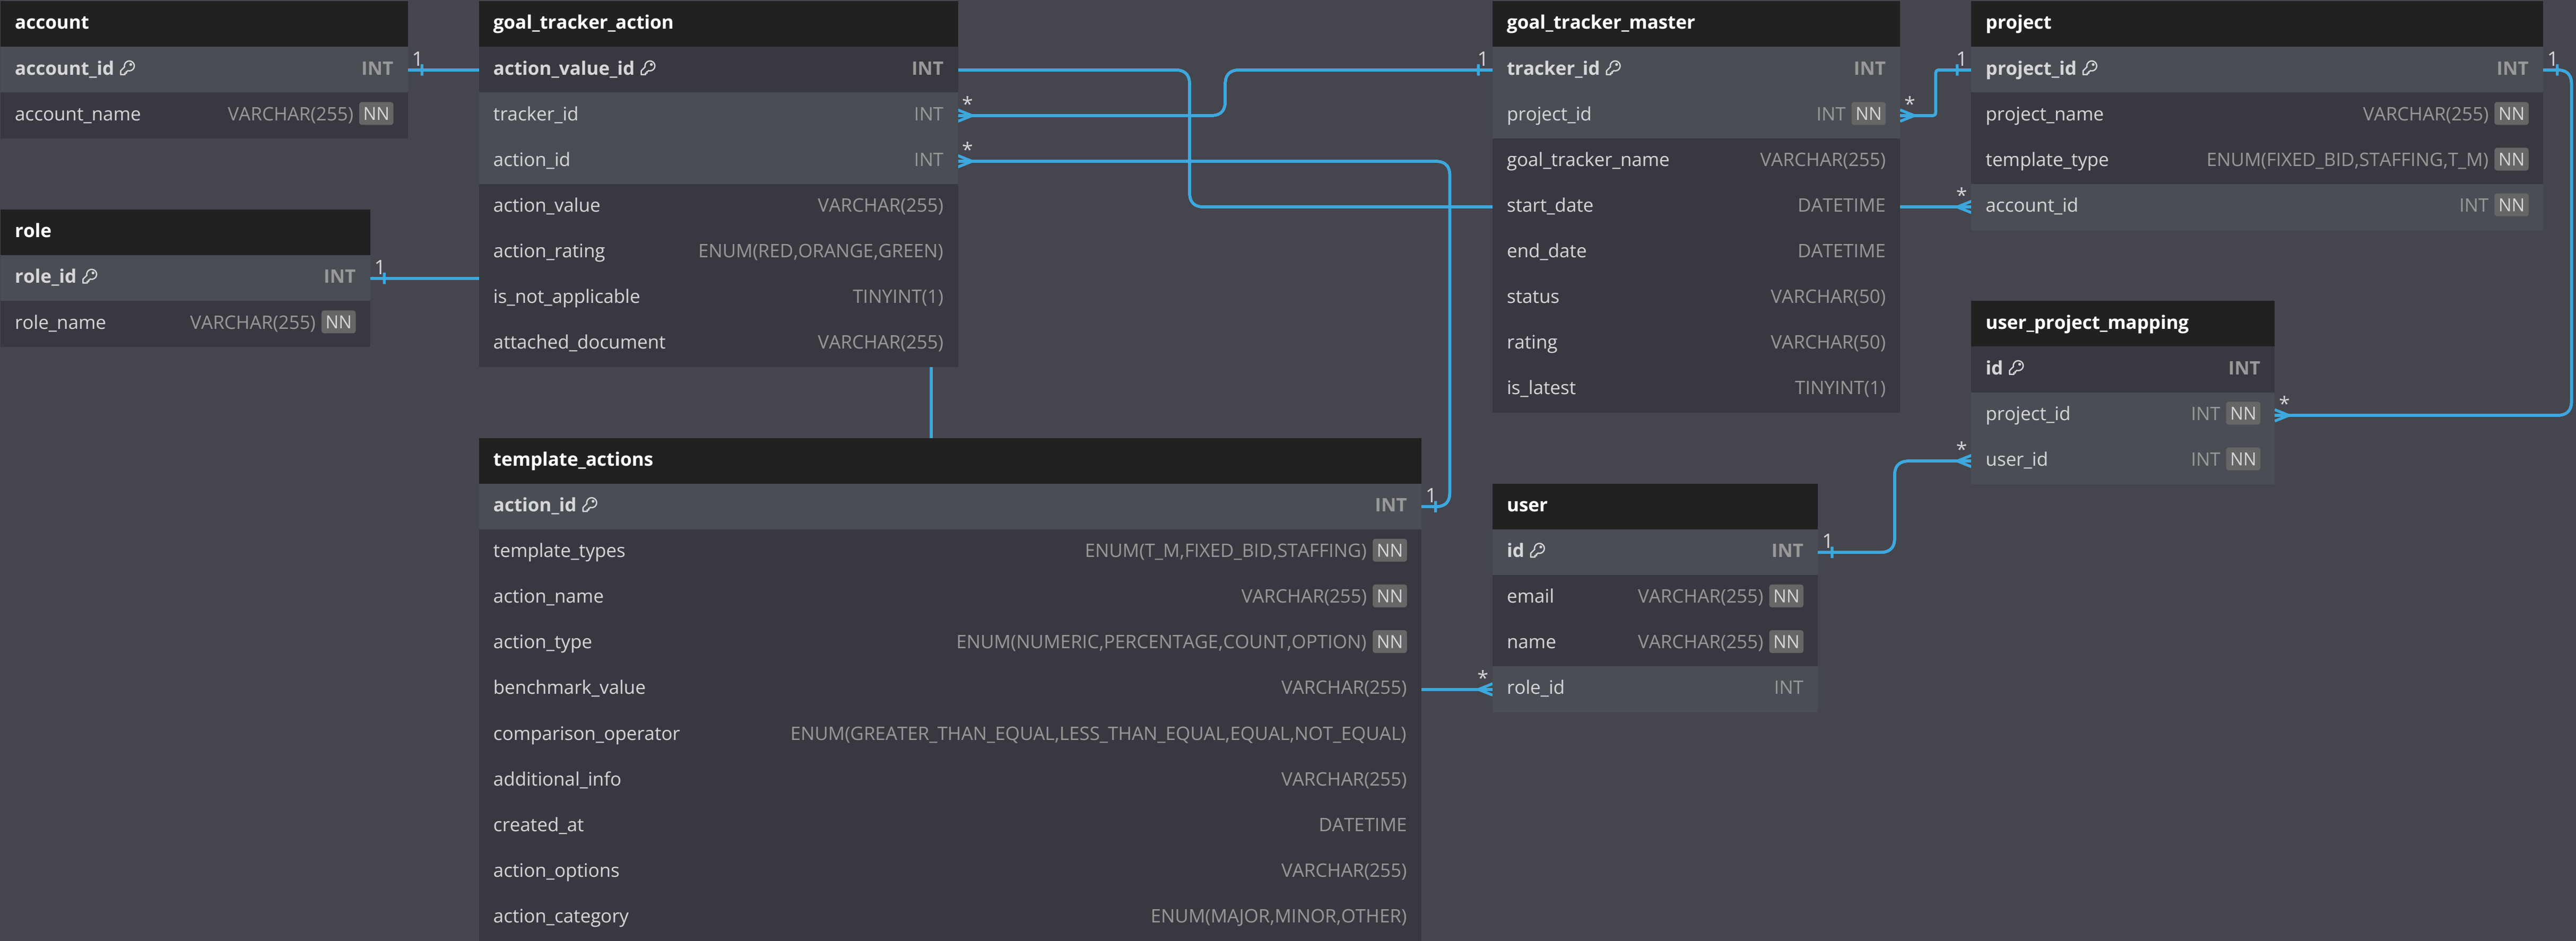 account
account_id INT
account_name VARCHAR(255) NN
1
role
role_id INT
role_name VARCHAR(255) NN
1
goal_tracker_action
action_value_id INT
tracker_id INT
*
action_id INT
*
action_value VARCHAR(255)
action_rating ENUM(RED,ORANGE,GREEN)
is_not_applicable TINYINT(1)
attached_document VARCHAR(255)
template_actions
action_id INT
1
template_types ENUM(T_M,FIXED_BID,STAFFING) NN
action_name VARCHAR(255) NN
action_type ENUM(NUMERIC,PERCENTAGE,COUNT,OPTION) NN
benchmark_value VARCHAR(255)
comparison_operator ENUM(GREATER_THAN_EQUAL,LESS_THAN_EQUAL,EQUAL,NOT_EQUAL)
additional_info VARCHAR(255)
created_at DATETIME
action_options VARCHAR(255)
action_category ENUM(MAJOR,MINOR,OTHER)
goal_tracker_master
1
tracker_id INT
project_id INT NN
*
goal_tracker_name VARCHAR(255)
start_date DATETIME
end_date DATETIME
status VARCHAR(50)
rating VARCHAR(50)
is_latest TINYINT(1)
user
id INT
1
email VARCHAR(255) NN
name VARCHAR(255) NN
*
role_id INT
project
1
project_id INT
1
project_name VARCHAR(255) NN
template_type ENUM(FIXED_BID,STAFFING,T_M) NN
*
account_id INT NN
user_project_mapping
id INT
project_id INT NN
*
*
user_id INT NN